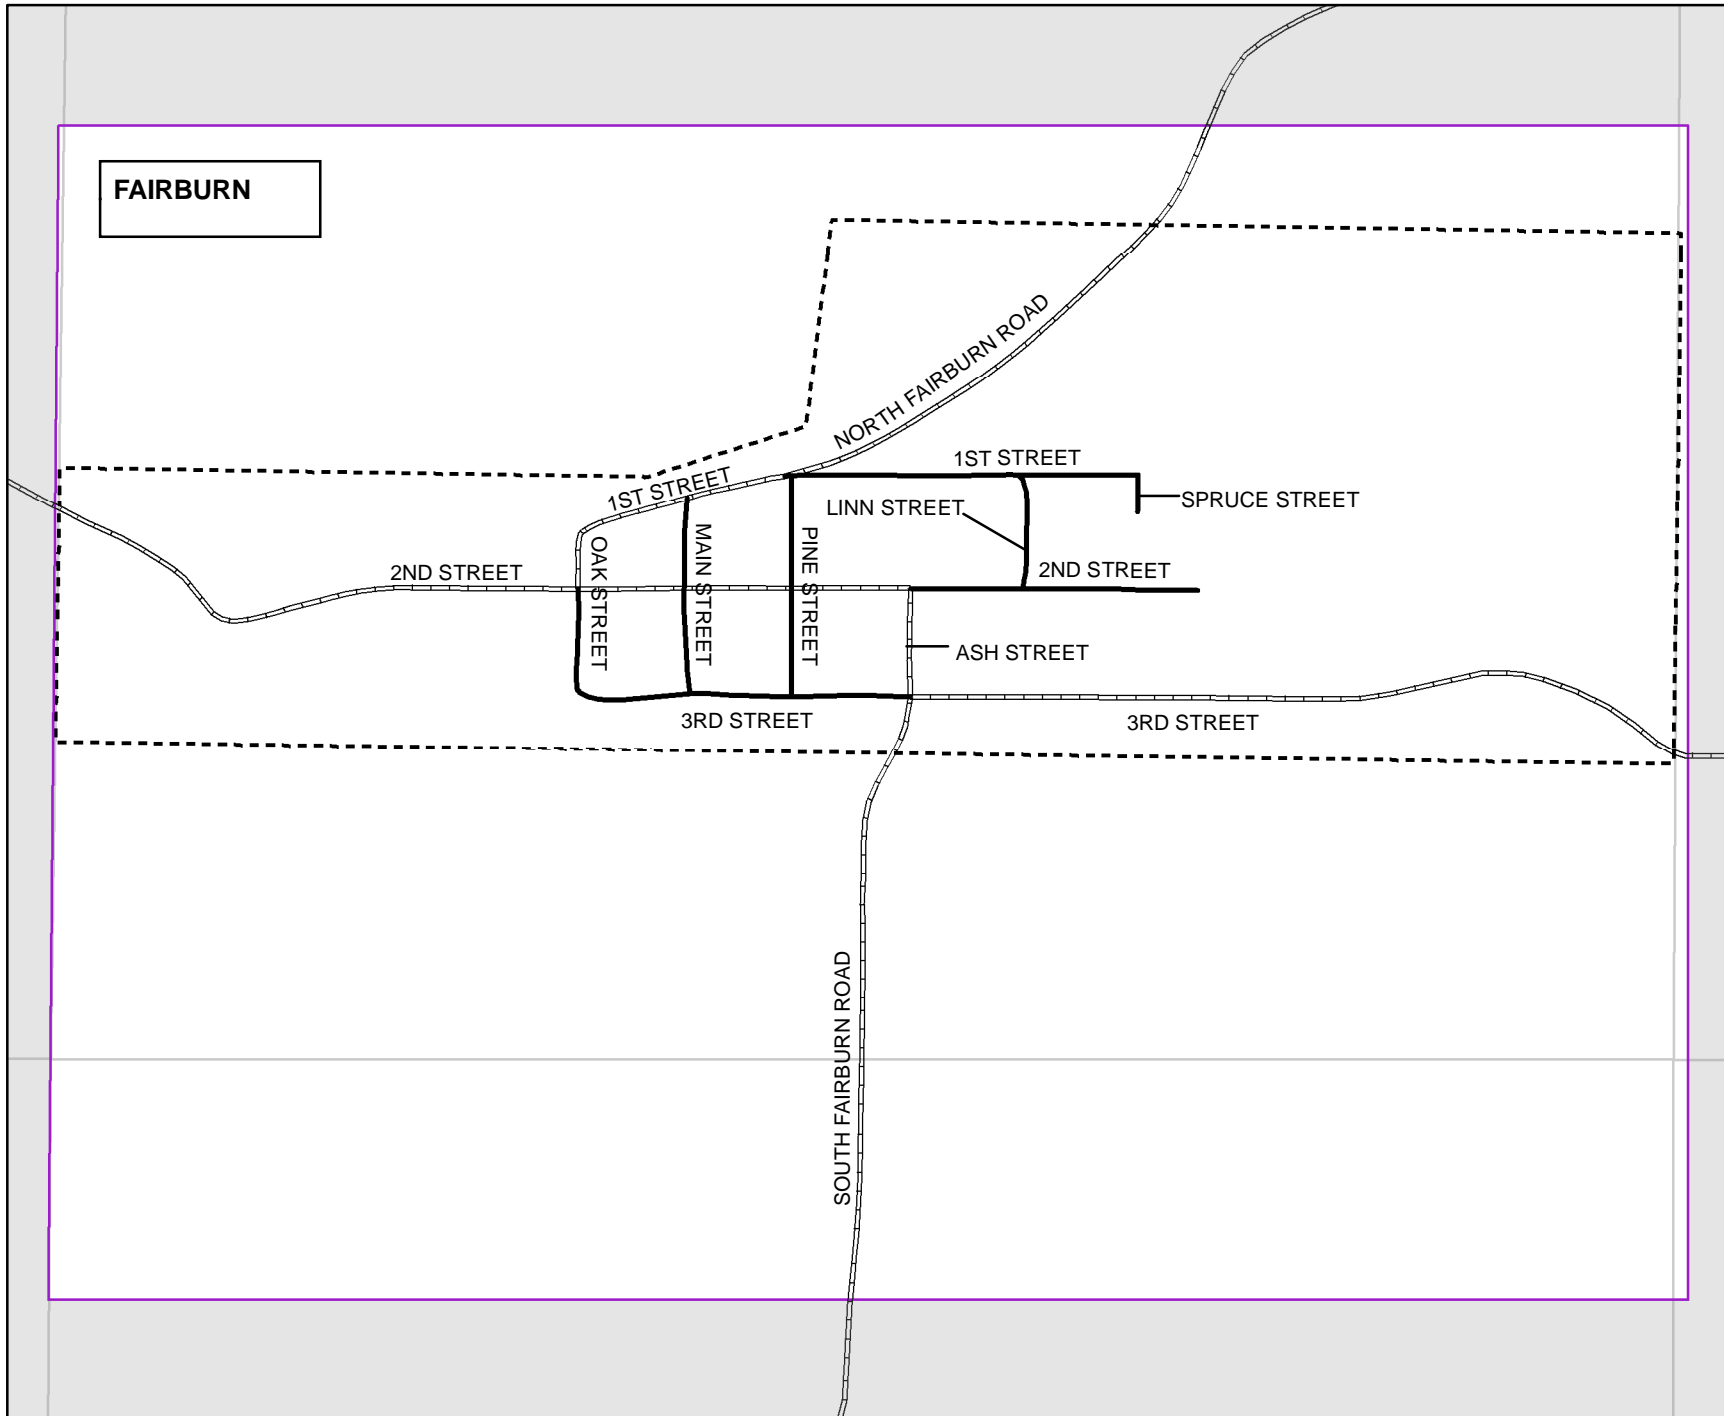 FAIRBURN
NORTH FAIRBURN ROAD
1ST STREET
1ST STREET
SPRUCE STREET
LINN STREET
OAK STREET
MAIN STREET
PINE STREET
2ND STREET
2ND STREET
ASH STREET
3RD STREET
3RD STREET
SOUTH FAIRBURN ROAD